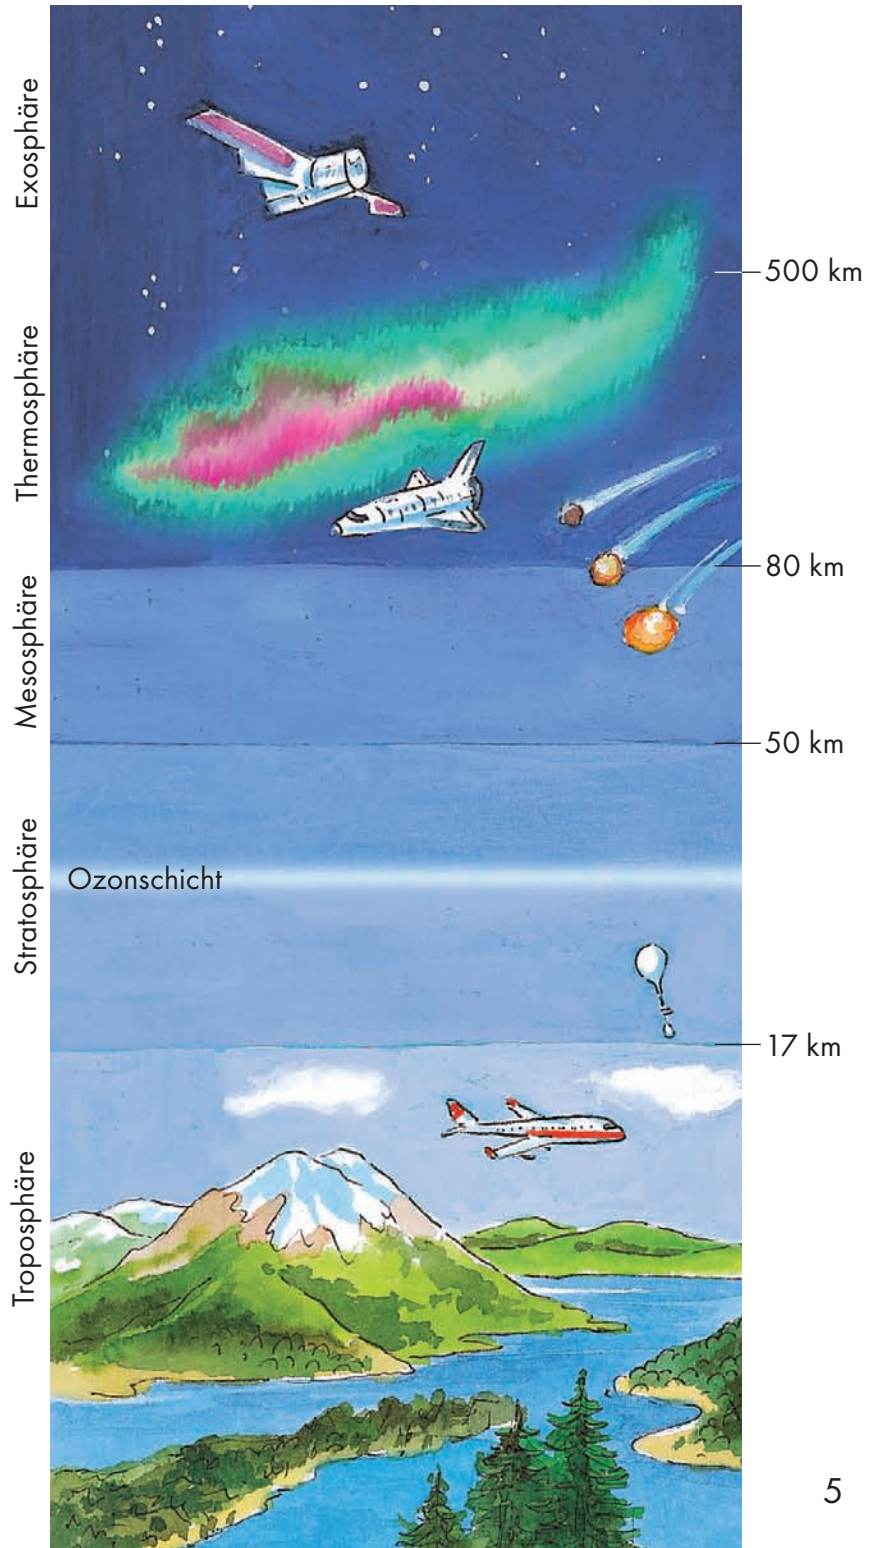 Exosphäre
500 km
Thermosphäre
80 km
Mesosphäre
50 km
Stratosphäre
Ozonschicht
17 km
Troposphäre
5